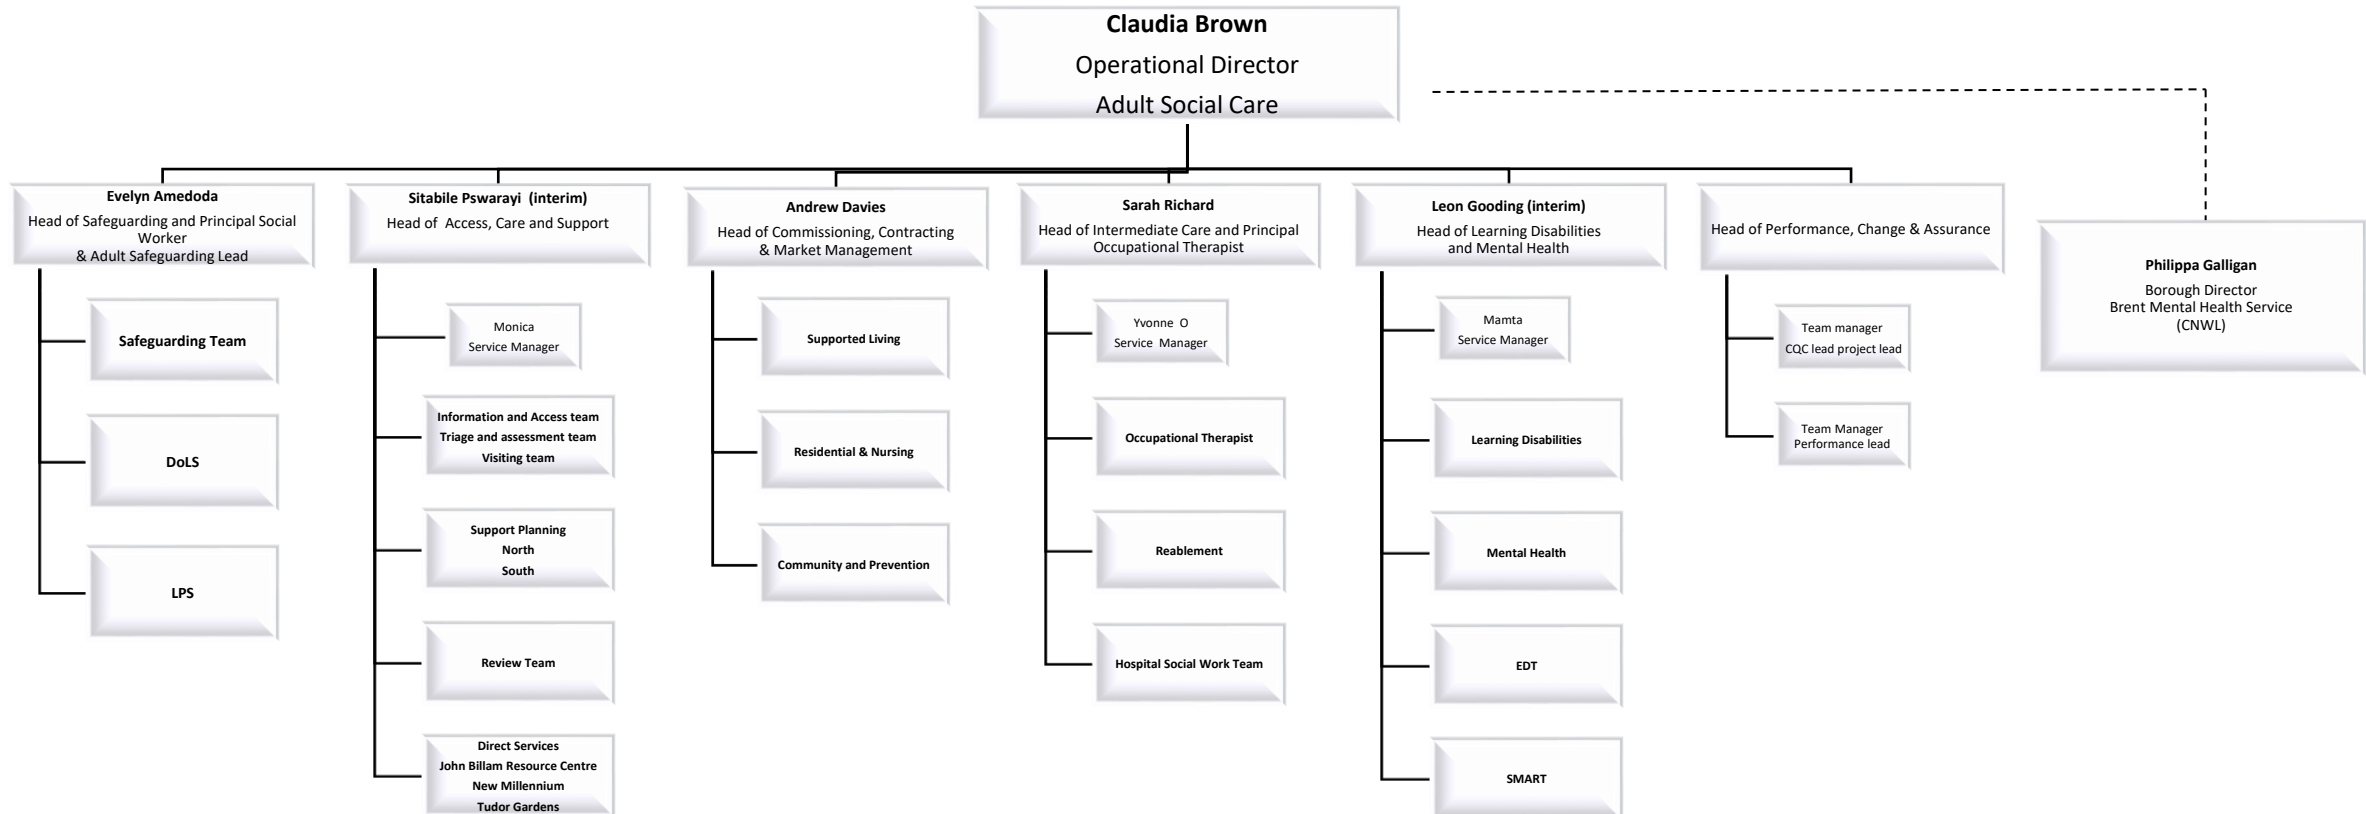 Claudia Brown
Operational Director
Adult Social Care
Evelyn Amedoda
Head of Safeguarding and Principal Social
Worker
& Adult Safeguarding Lead
Safeguarding Team
DoLS
LPS
Sitabile Pswarayi (interim)
Head of Access, Care and Support
Monica
Service Manager
Information and Access team
Triage and assessment team
Visiting team
Support Planning
North
South
Review Team
Direct Services
John Billam Resource Centre
New Millennium
Tudor Gardens
Andrew Davies
Head of Commissioning, Contracting
& Market Management
Supported Living
Residential & Nursing
Community and Prevention
Sarah Richard
Head of Intermediate Care and Principal
Occupational Therapist
Yvonne O
Service Manager
Occupational Therapist
Reablement
Hospital Social Work Team
Leon Gooding (interim)
Head of Learning Disabilities
and Mental Health
Mamta
Service Manager
Learning Disabilities
Mental Health
EDT
SMART
Head of Performance, Change & Assurance
Team manager
CQC lead project lead
Team Manager
Performance lead
Philippa Galligan
Borough Director
Brent Mental Health Service
(CNWL)